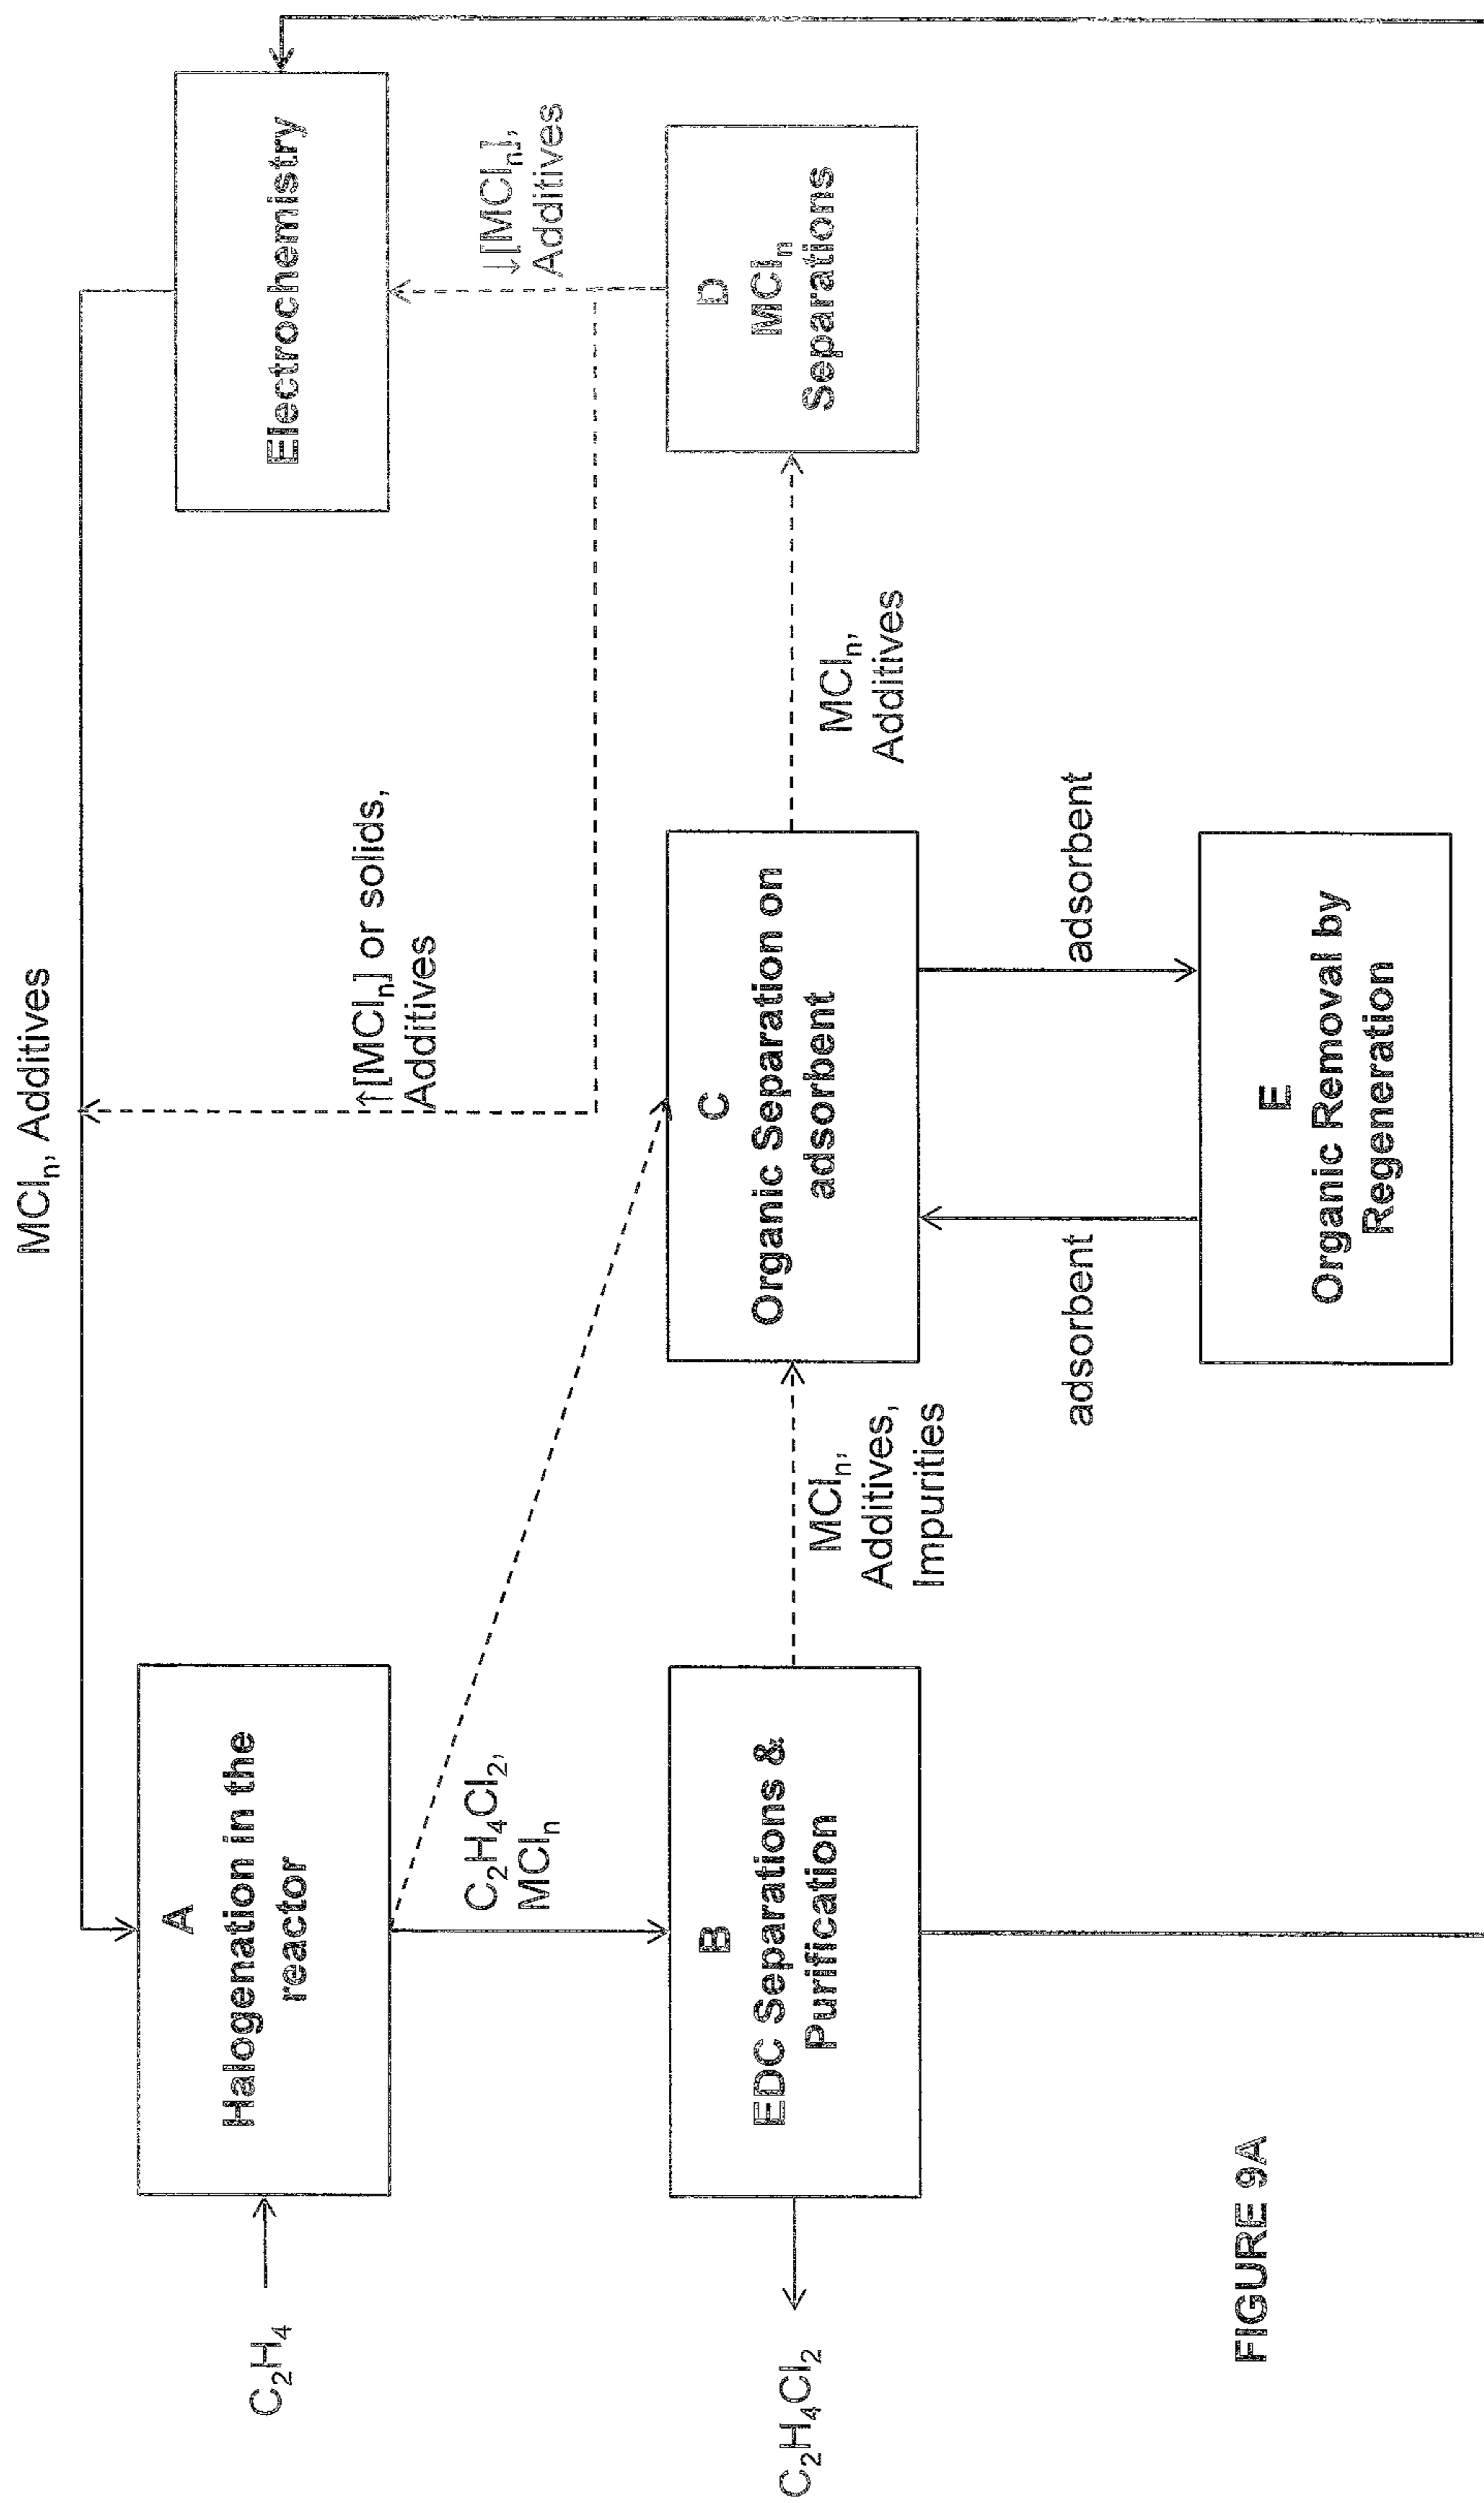 MClₙ, Additives
A
Halogenation in the
reactor
C₂H₄
↑[MClₙ] or solids,
Additives
Electrochemistry
C₂H₄Cl₂,
MClₙ
↓[MClₙ],
Additives
B
EDC Separations &
Purification
C₂H₄Cl₂
MClₙ,
Additives,
Impurities
C
Organic Separation on
adsorbent
MClₙ,
Additives
D
MClₙ
Separations
adsorbent
adsorbent
E
Organic Removal by
Regeneration
FIGURE 9A